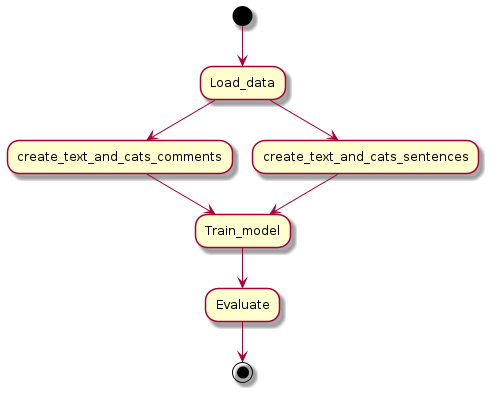 Load_data
create_text_and_cats_comments
create_text_and_cats_sentences
Train_model
Evaluate